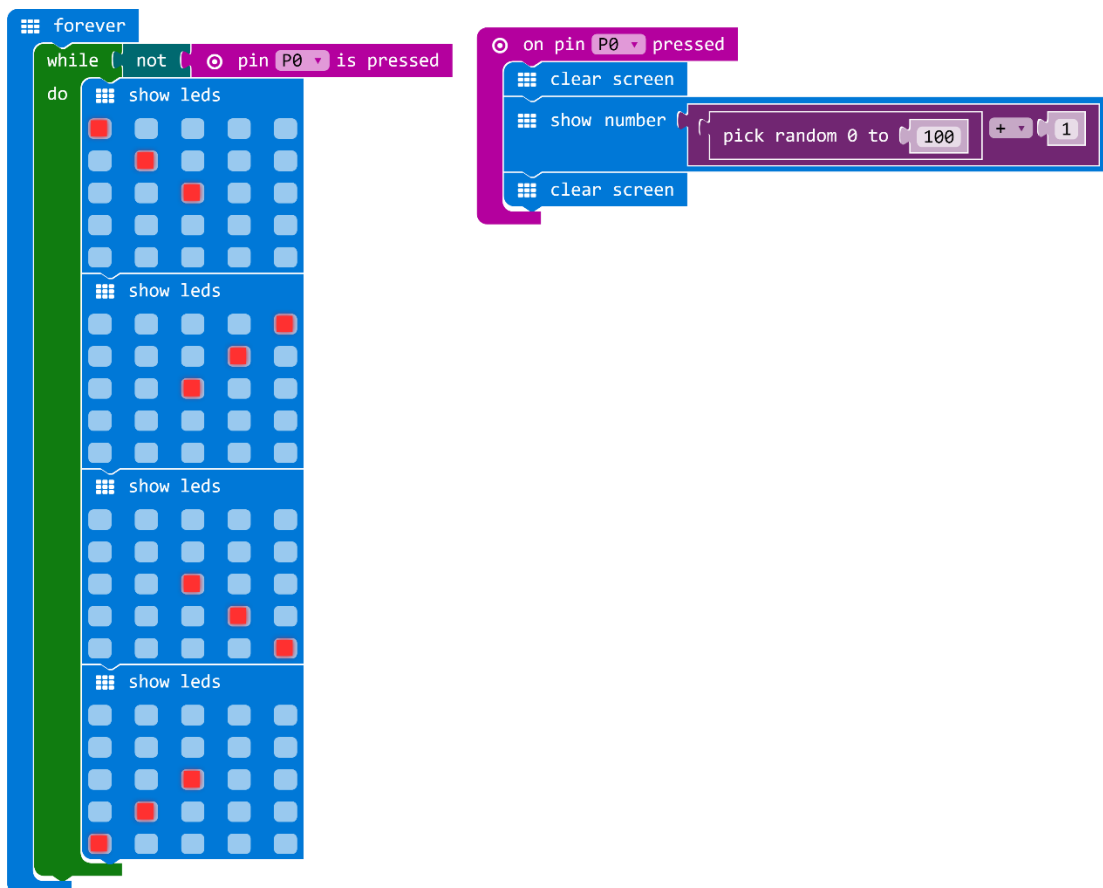 forever
while not pin P0 is pressed
do show leds
show leds
show leds
show leds
on pin P0 pressed
clear screen
show number pick random 0 to 100 + 1
clear screen